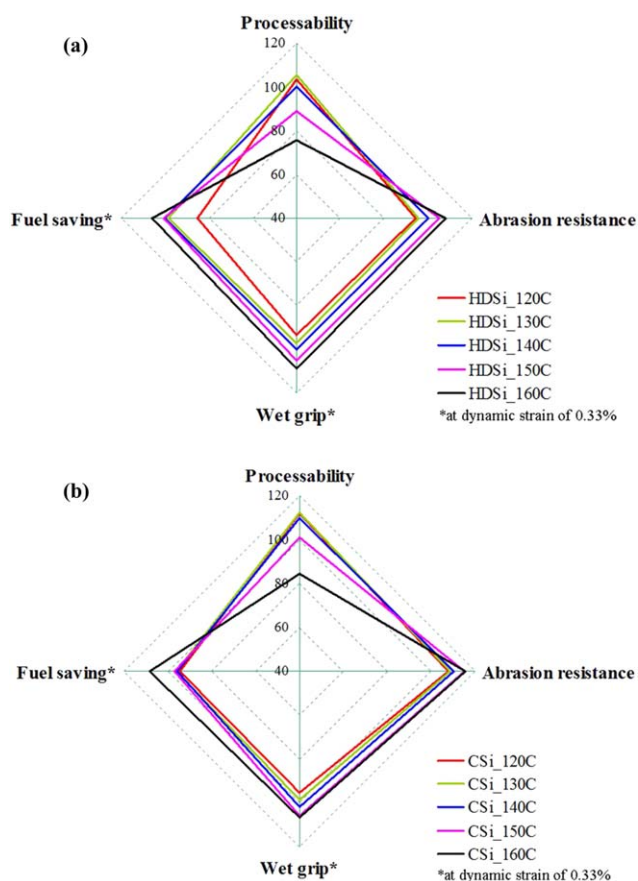 (a)
Processability
120
100
80
60
40
Fuel saving*
Abrasion resistance
HDSi_120C
HDSi_130C
HDSi_140C
HDSi_150C
HDSi_160C
Wet grip*
*at dynamic strain of 0.33%
(b)
Processability
120
100
80
60
40
Fuel saving*
Abrasion resistance
CSi_120C
CSi_130C
CSi_140C
CSi_150C
CSi_160C
Wet grip*
*at dynamic strain of 0.33%